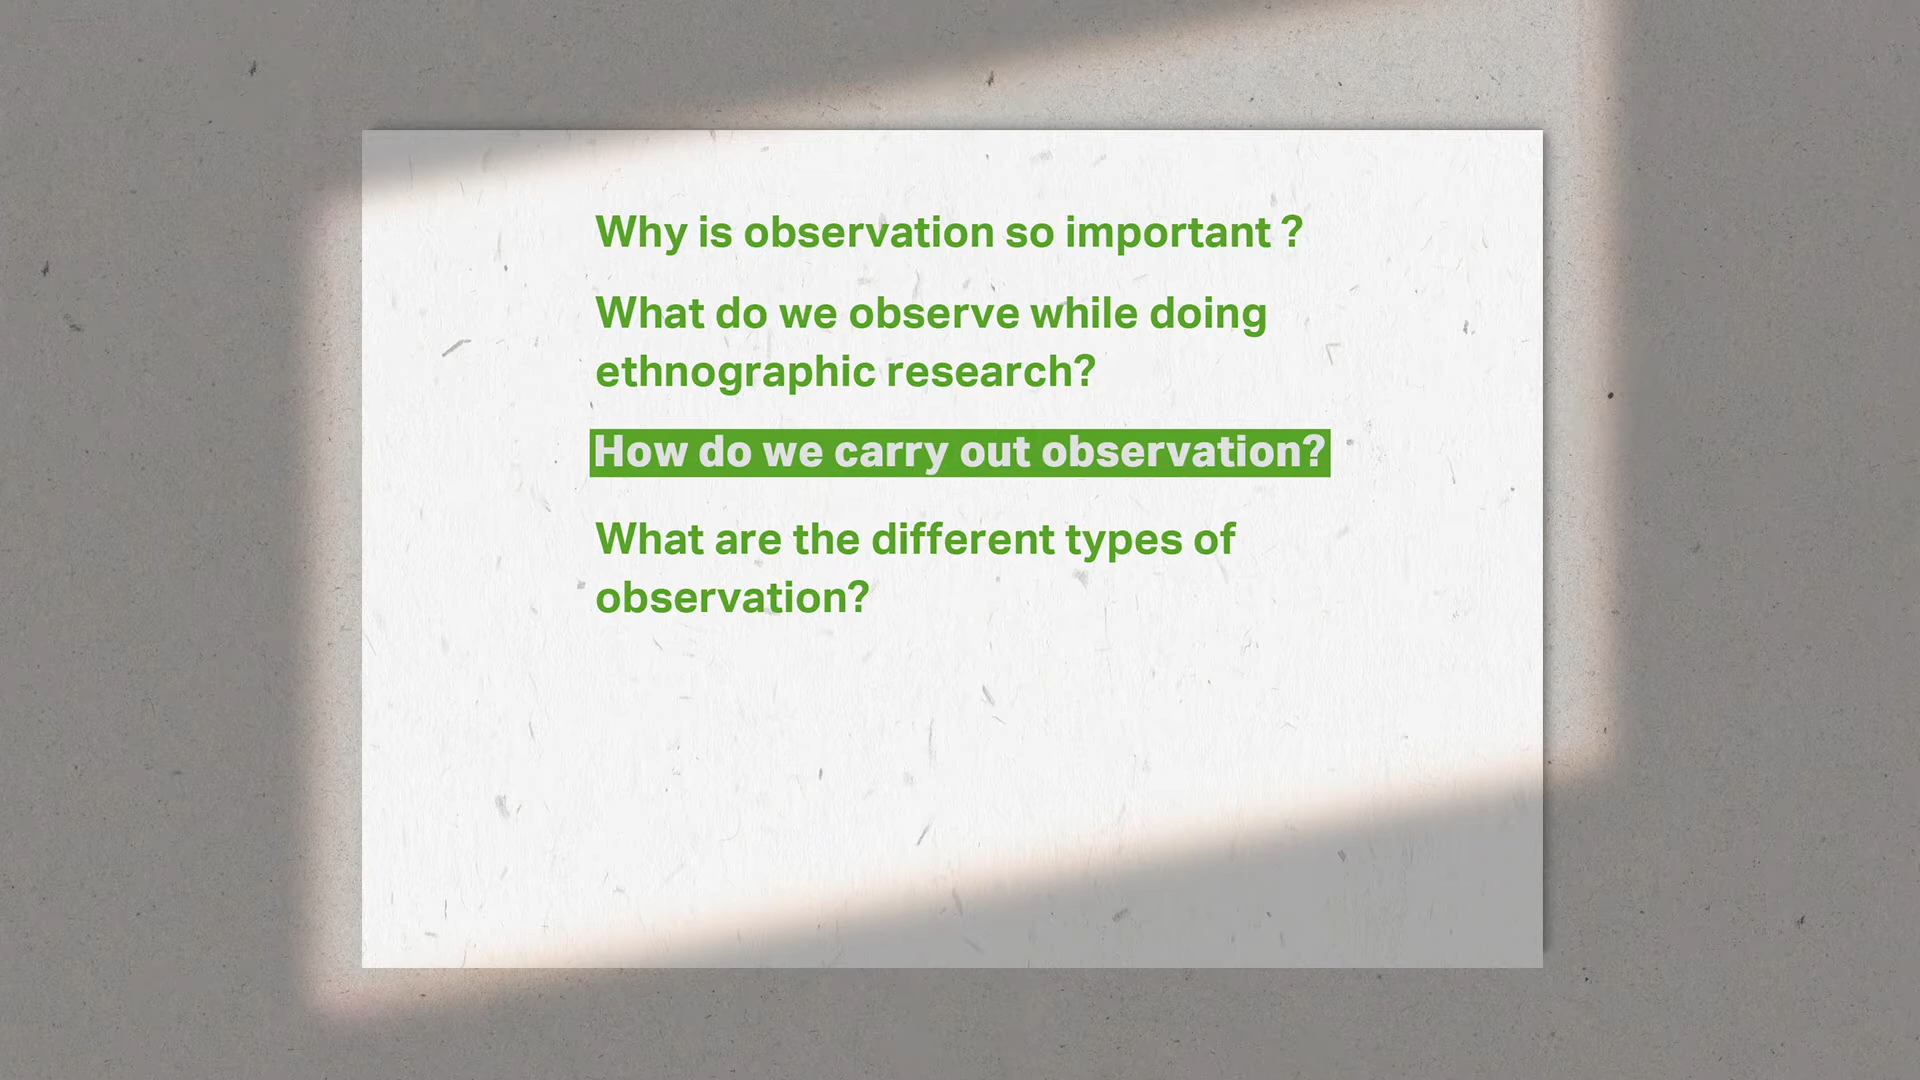 Why is observation so important ?
What do we observe while doing
ethnographic research?
How do we carry out observation?
What are the different types of
observation?